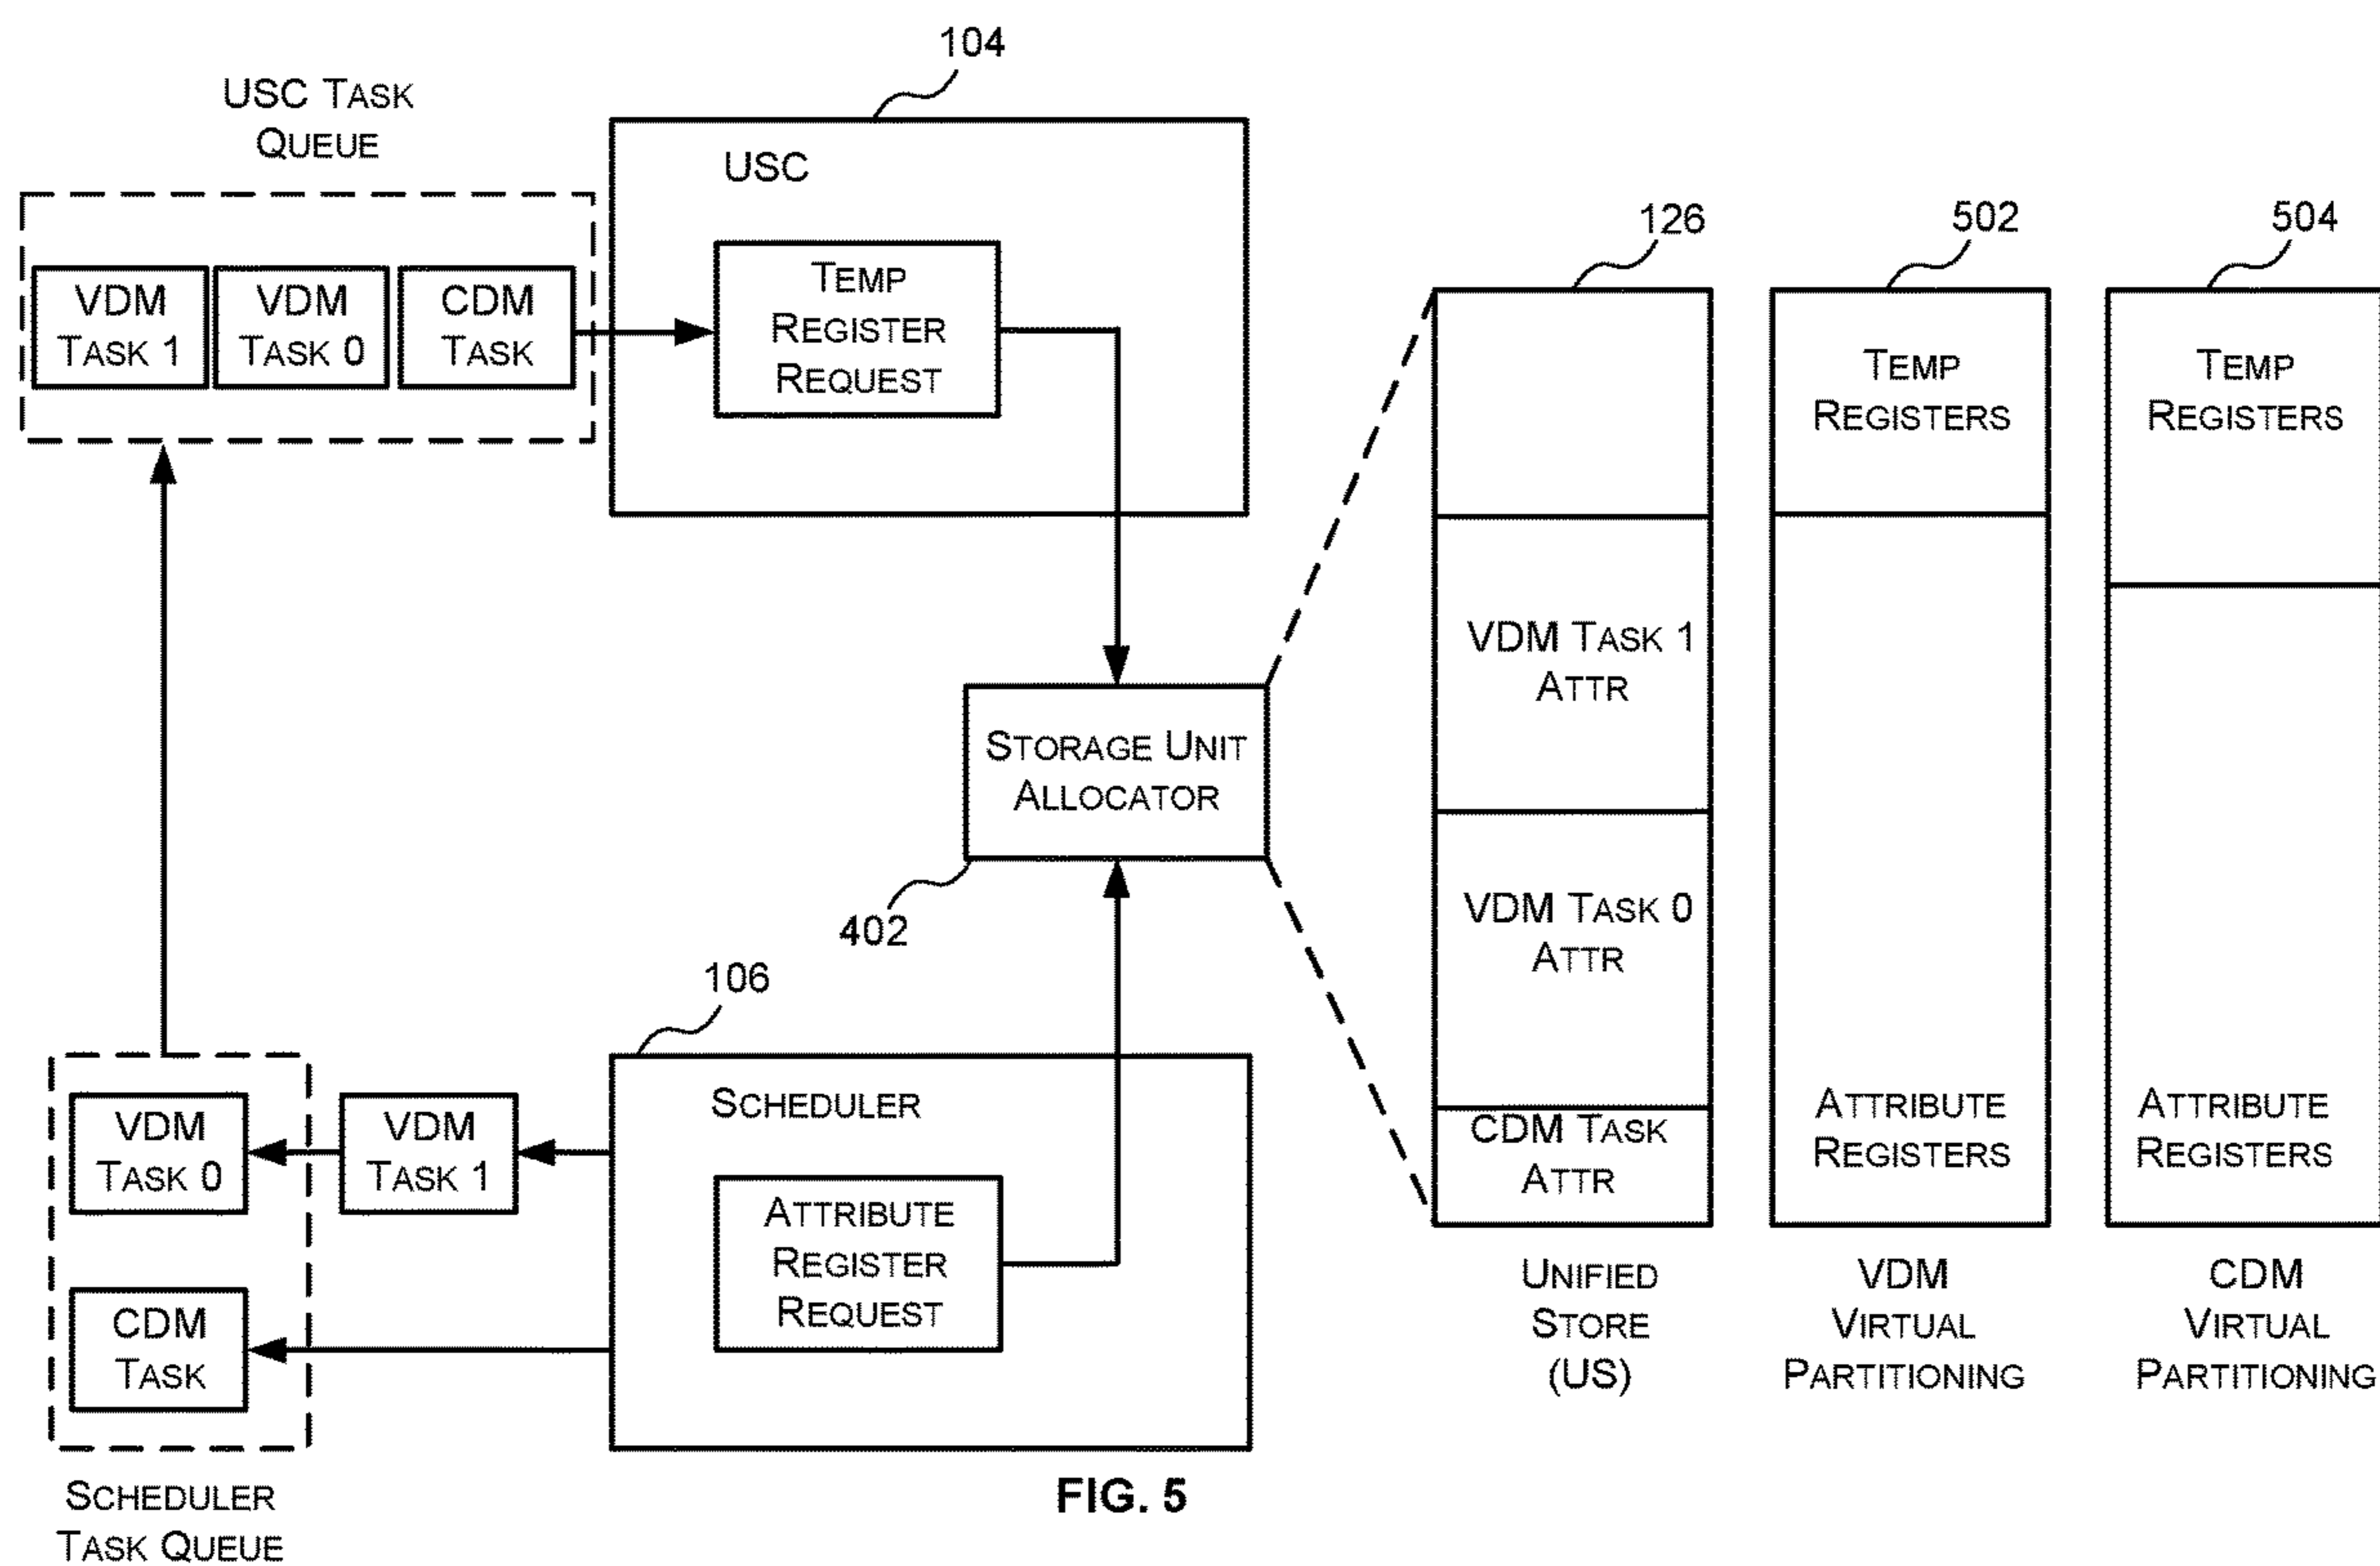 104
USC TASK
QUEUE
USC
VDM
TASK 1
VDM
TASK 0
CDM
TASK
TEMP
REGISTER
REQUEST
126
502
504
TEMP
REGISTERS
TEMP
REGISTERS
VDM TASK 1
ATTR
STORAGE UNIT
ALLOCATOR
402
VDM TASK 0
ATTR
106
SCHEDULER
VDM
TASK 0
VDM
TASK 1
CDM
TASK
ATTRIBUTE
REGISTER
REQUEST
CDM TASK
ATTR
ATTRIBUTE
REGISTERS
ATTRIBUTE
REGISTERS
UNIFIED
STORE
(US)
VDM
VIRTUAL
PARTITIONING
CDM
VIRTUAL
PARTITIONING
SCHEDULER
TASK QUEUE
FIG. 5